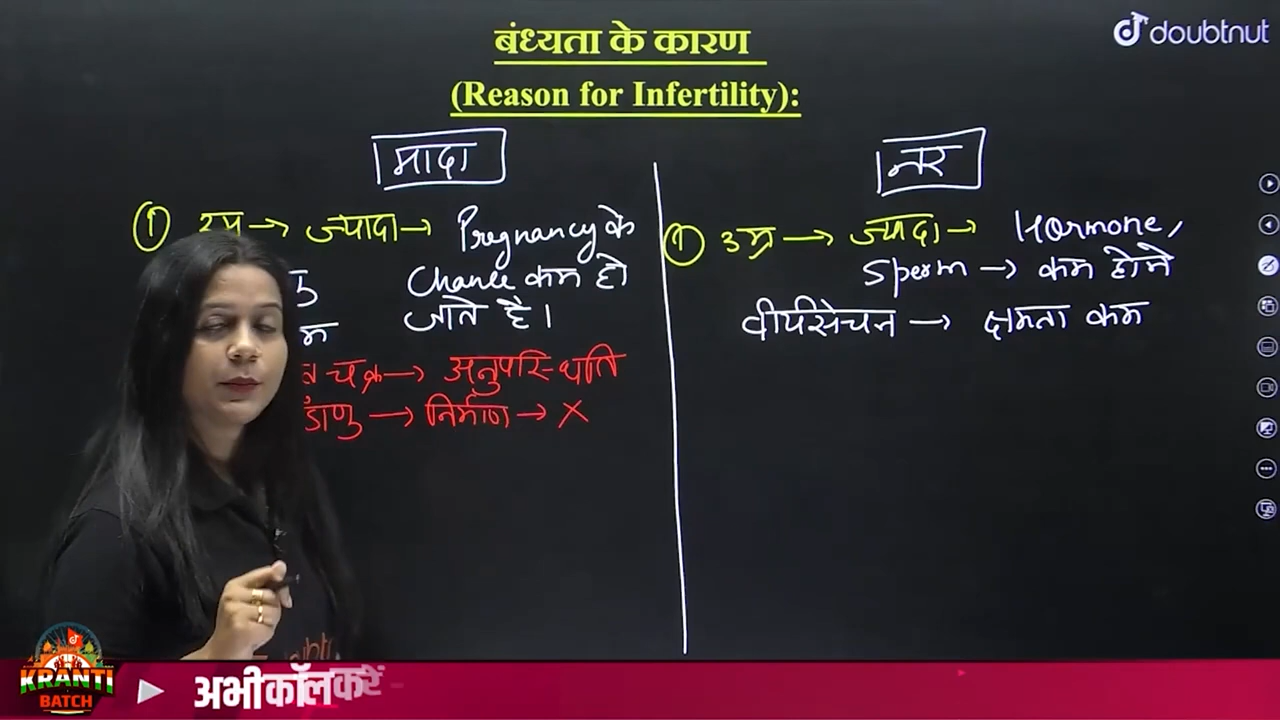 बंध्यता के कारण
(Reason for Infertility):
doubtnut
मादा
① उम्र → ज्यादा → Pregnancy के
Chance कम हो
जाते है।
चक्र → अनुपस्थिति
→ निर्माण → ×
नर
① उम्र → ज्यादा → Hormone,
Sperm → कम होने
वीर्यसेचन → क्षमता कम
KRANTI
BATCH
अभी कॉल करें